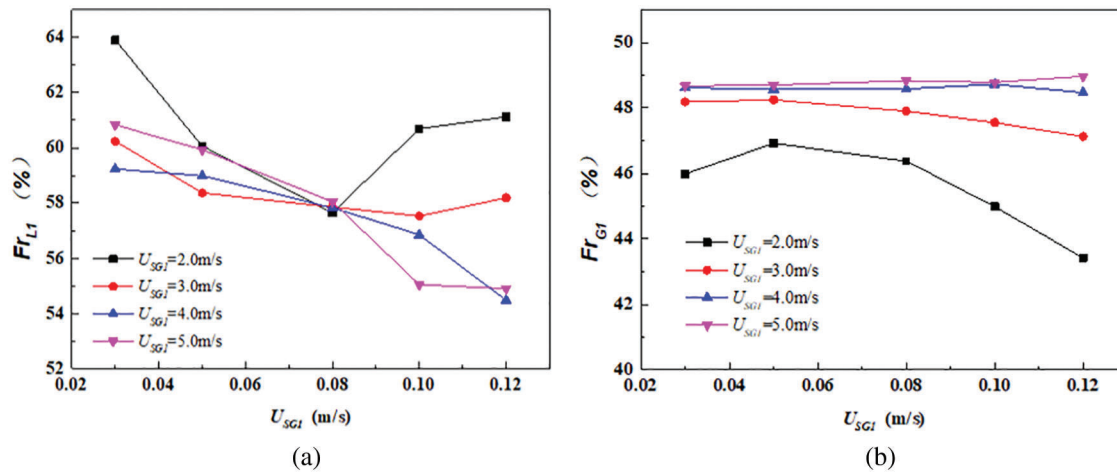 64
62
60
58
56
54
52
Fr_L1 (%)
U_SG1=2.0m/s
U_SG1=3.0m/s
U_SG1=4.0m/s
U_SG1=5.0m/s
0.02 0.04 0.06 0.08 0.10 0.12
U_SG1 (m/s)
(a)
50
48
46
44
42
40
Fr_G1 (%)
U_SG1=2.0m/s
U_SG1=3.0m/s
U_SG1=4.0m/s
U_SG1=5.0m/s
0.02 0.04 0.06 0.08 0.10 0.12
U_SG1 (m/s)
(b)